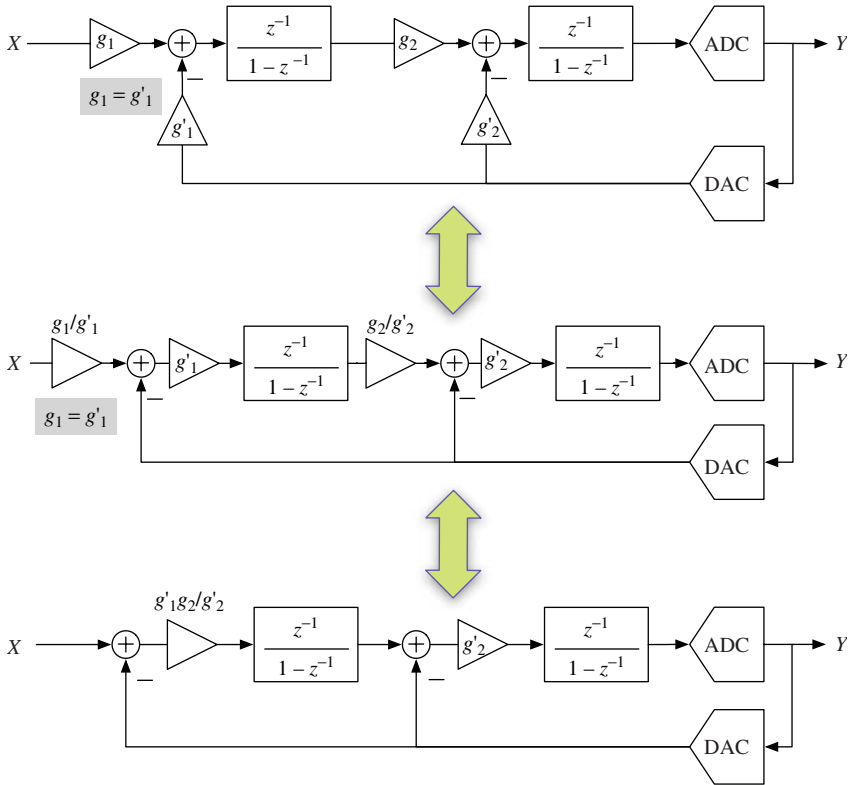 X g1 + z⁻¹ / 1 – z⁻¹ g2 + z⁻¹ / 1 – z⁻¹ ADC Y
– –
g1 = g'1
g'1 g'2
DAC
g1/g'1 g2/g'2
X + g'1 z⁻¹ / 1 – z⁻¹ + g'2 z⁻¹ / 1 – z⁻¹ ADC Y
– –
g1 = g'1
DAC
g'1g2/g'2
X + z⁻¹ / 1 – z⁻¹ + g'2 z⁻¹ / 1 – z⁻¹ ADC Y
– –
DAC